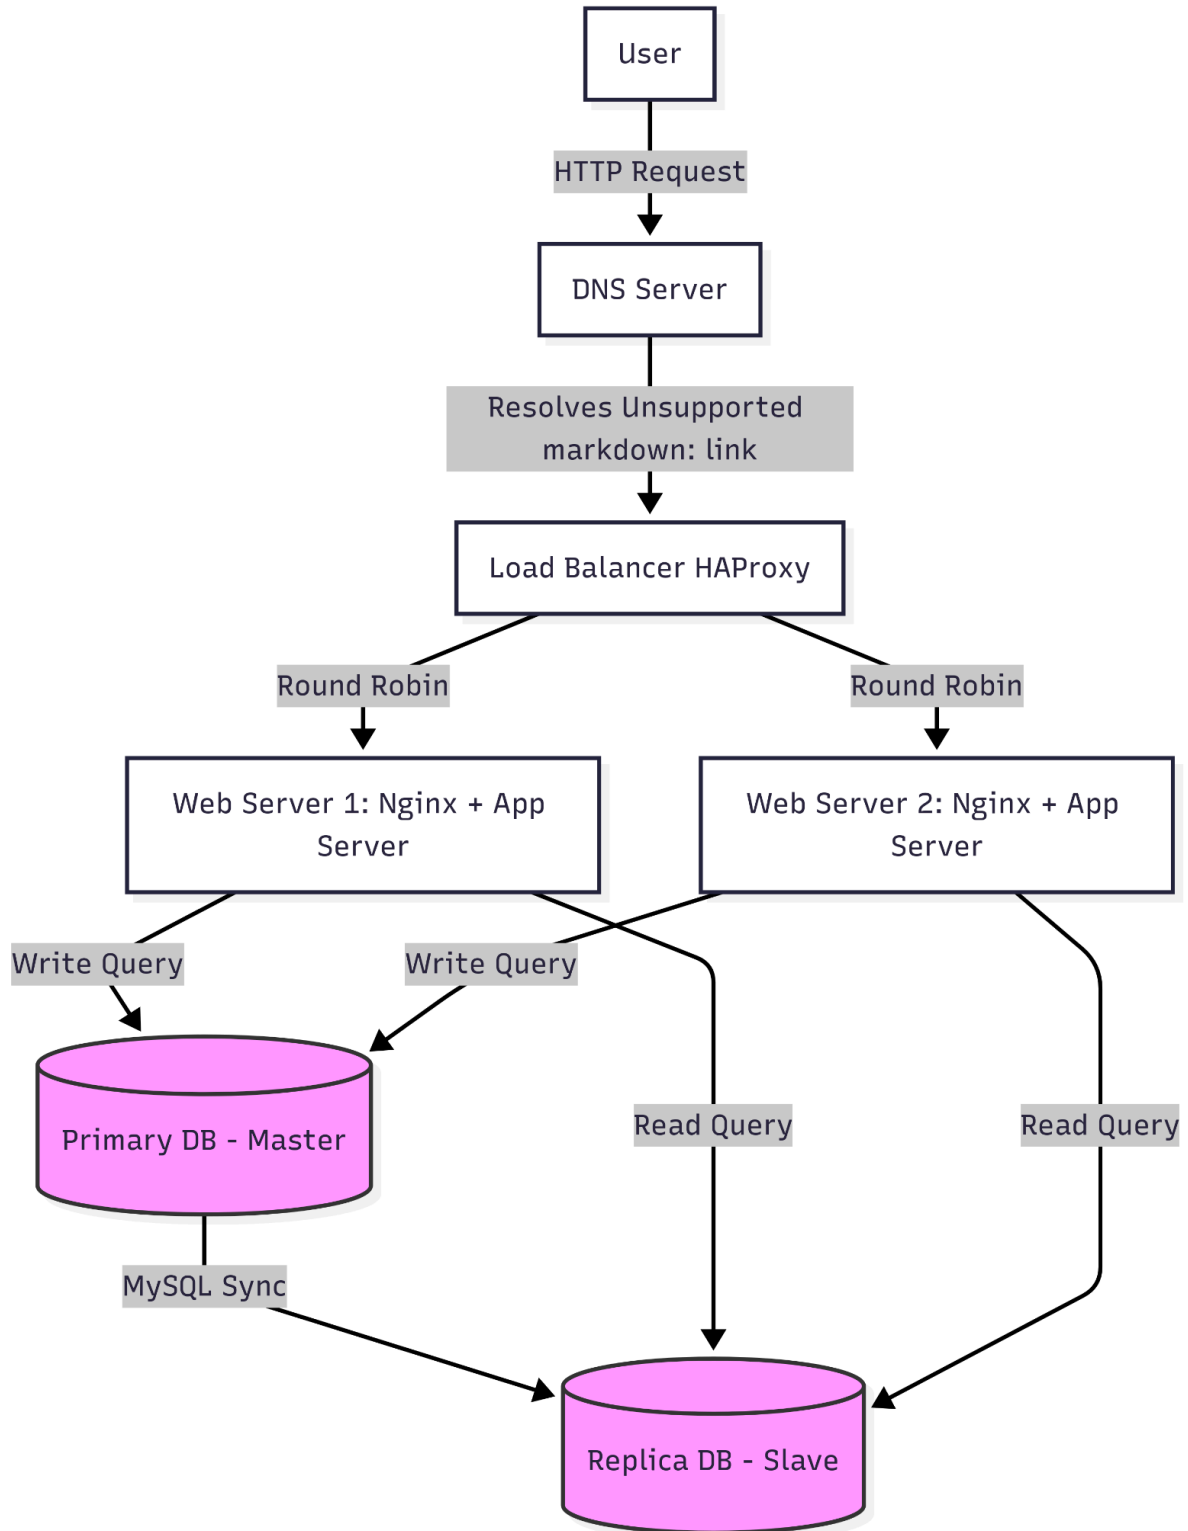 User
HTTP Request
DNS Server
Resolves Unsupported
markdown: link
Load Balancer HAProxy
Round Robin
Round Robin
Web Server 1: Nginx + App
Server
Web Server 2: Nginx + App
Server
Write Query
Write Query
Read Query
Read Query
Primary DB - Master
MySQL Sync
Replica DB - Slave